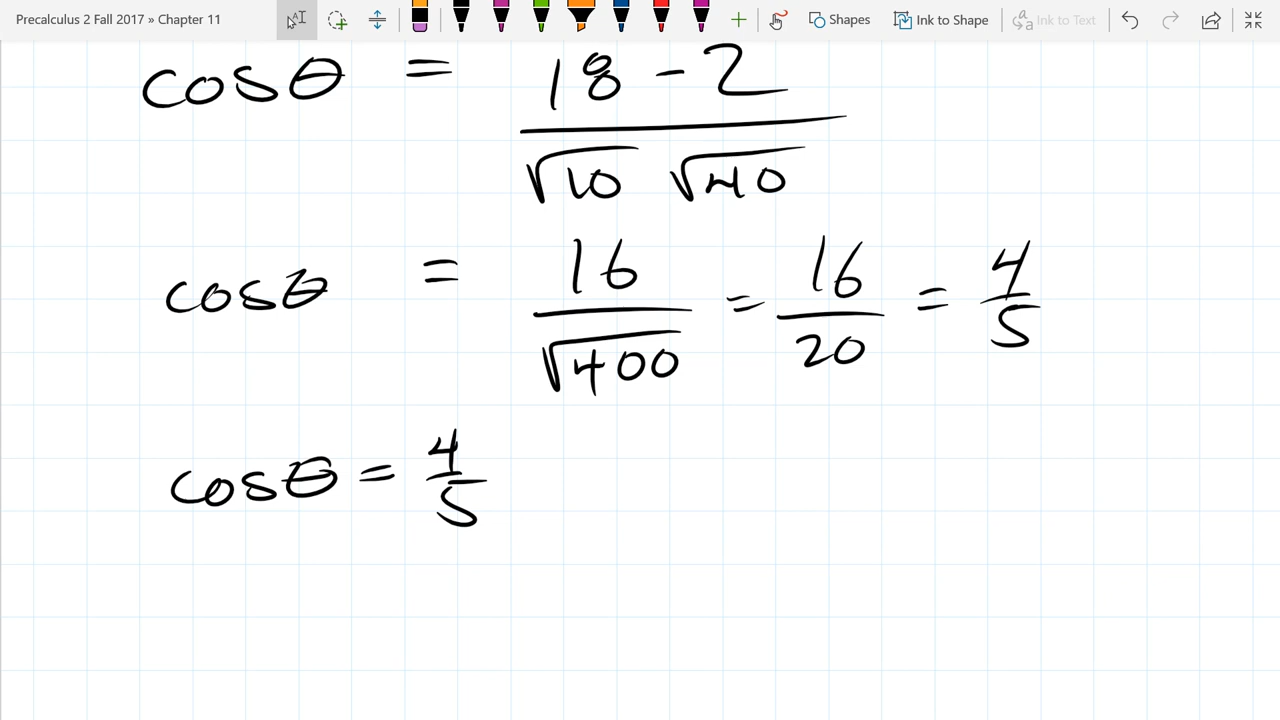 Precalculus 2 Fall 2017 » Chapter 11
Shapes
Ink to Shape
Ink to Text
cosθ = 18 - 2 / √10 √40
cosθ = 16 / √400 = 16 / 20 = 4 / 5
cosθ = 4 / 5